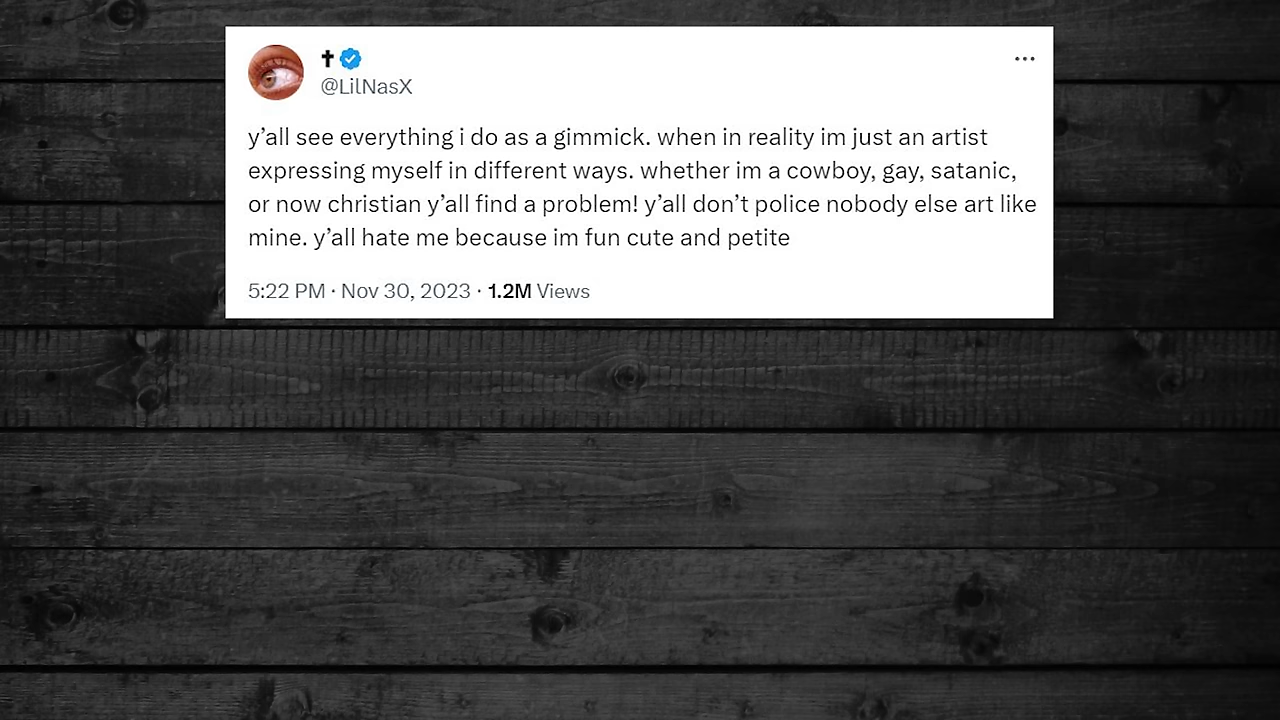 ✝
@LilNasX
y’all see everything i do as a gimmick. when in reality im just an artist
expressing myself in different ways. whether im a cowboy, gay, satanic,
or now christian y’all find a problem! y’all don’t police nobody else art like
mine. y’all hate me because im fun cute and petite
5:22 PM · Nov 30, 2023 · 1.2M Views